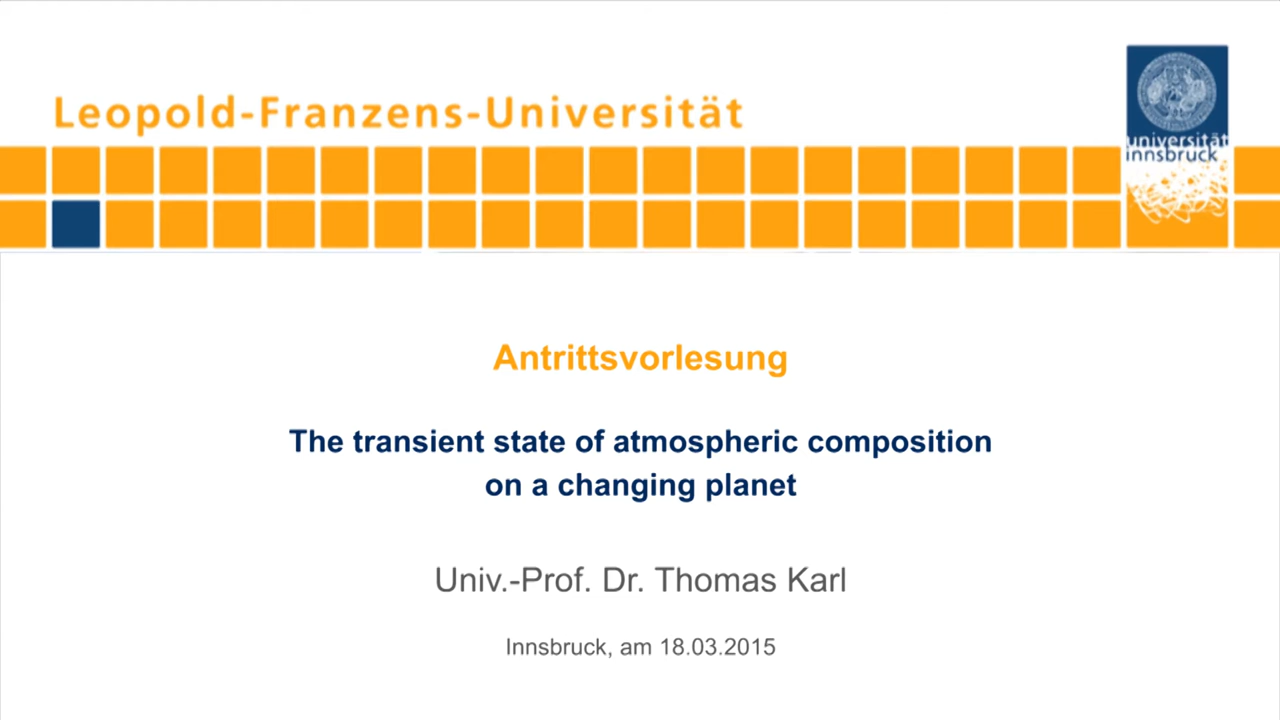 Leopold-Franzens-Universität
universität
innsbruck
Antrittsvorlesung
The transient state of atmospheric composition
on a changing planet
Univ.-Prof. Dr. Thomas Karl
Innsbruck, am 18.03.2015